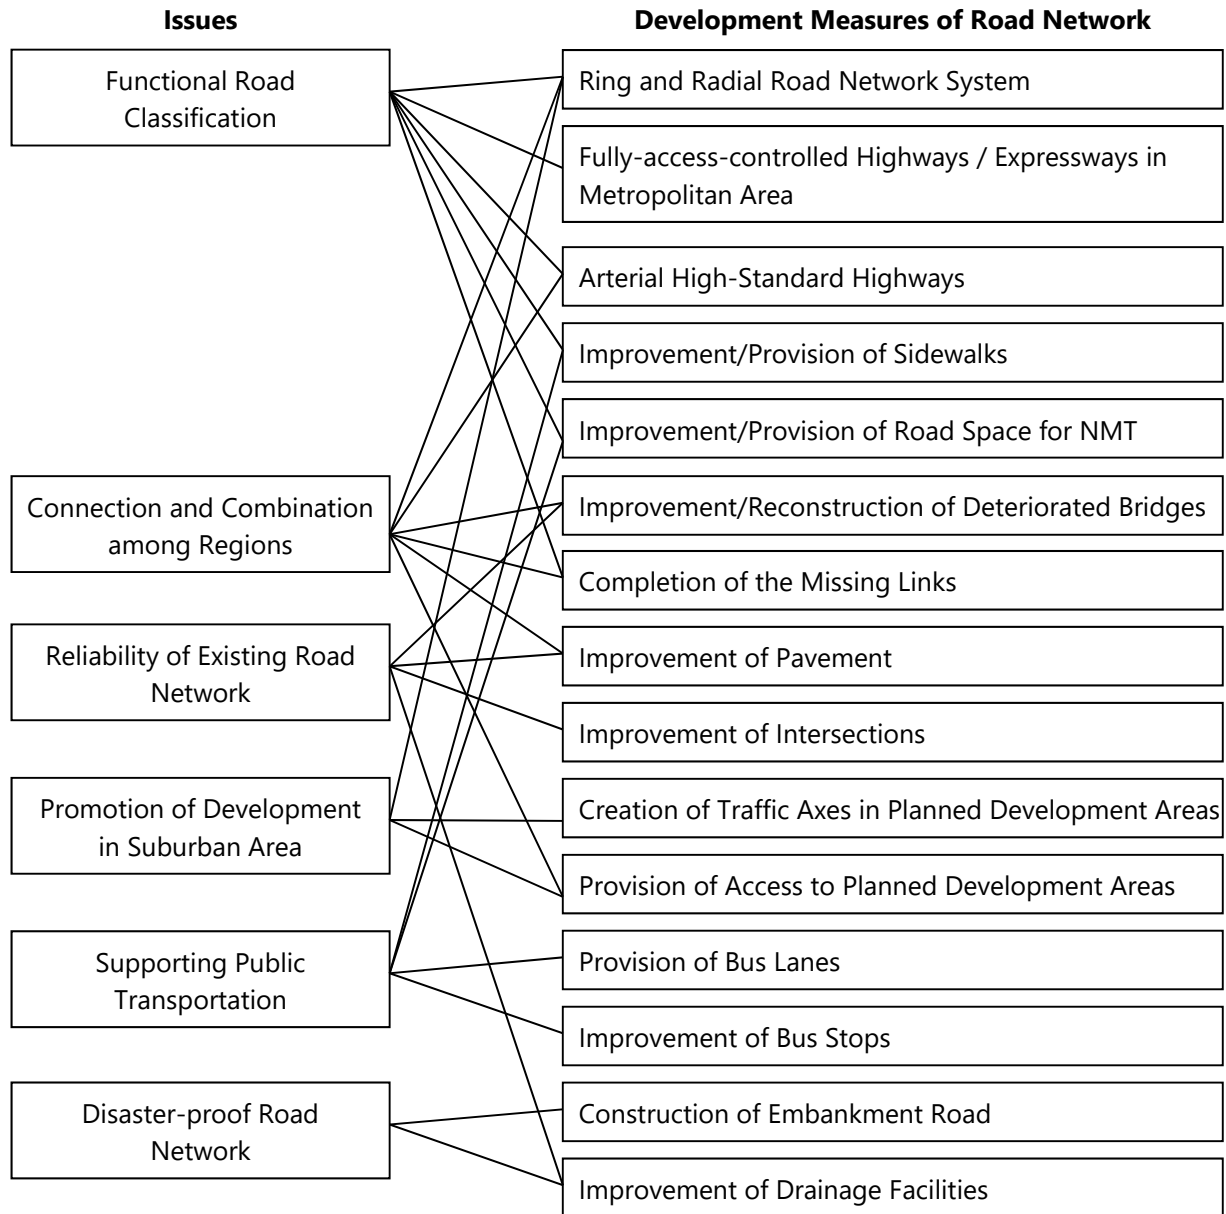 Issues
Development Measures of Road Network
Functional Road
Classification
Connection and Combination
among Regions
Reliability of Existing Road
Network
Promotion of Development
in Suburban Area
Supporting Public
Transportation
Disaster-proof Road
Network
Ring and Radial Road Network System
Fully-access-controlled Highways / Expressways in
Metropolitan Area
Arterial High-Standard Highways
Improvement/Provision of Sidewalks
Improvement/Provision of Road Space for NMT
Improvement/Reconstruction of Deteriorated Bridges
Completion of the Missing Links
Improvement of Pavement
Improvement of Intersections
Creation of Traffic Axes in Planned Development Areas
Provision of Access to Planned Development Areas
Provision of Bus Lanes
Improvement of Bus Stops
Construction of Embankment Road
Improvement of Drainage Facilities